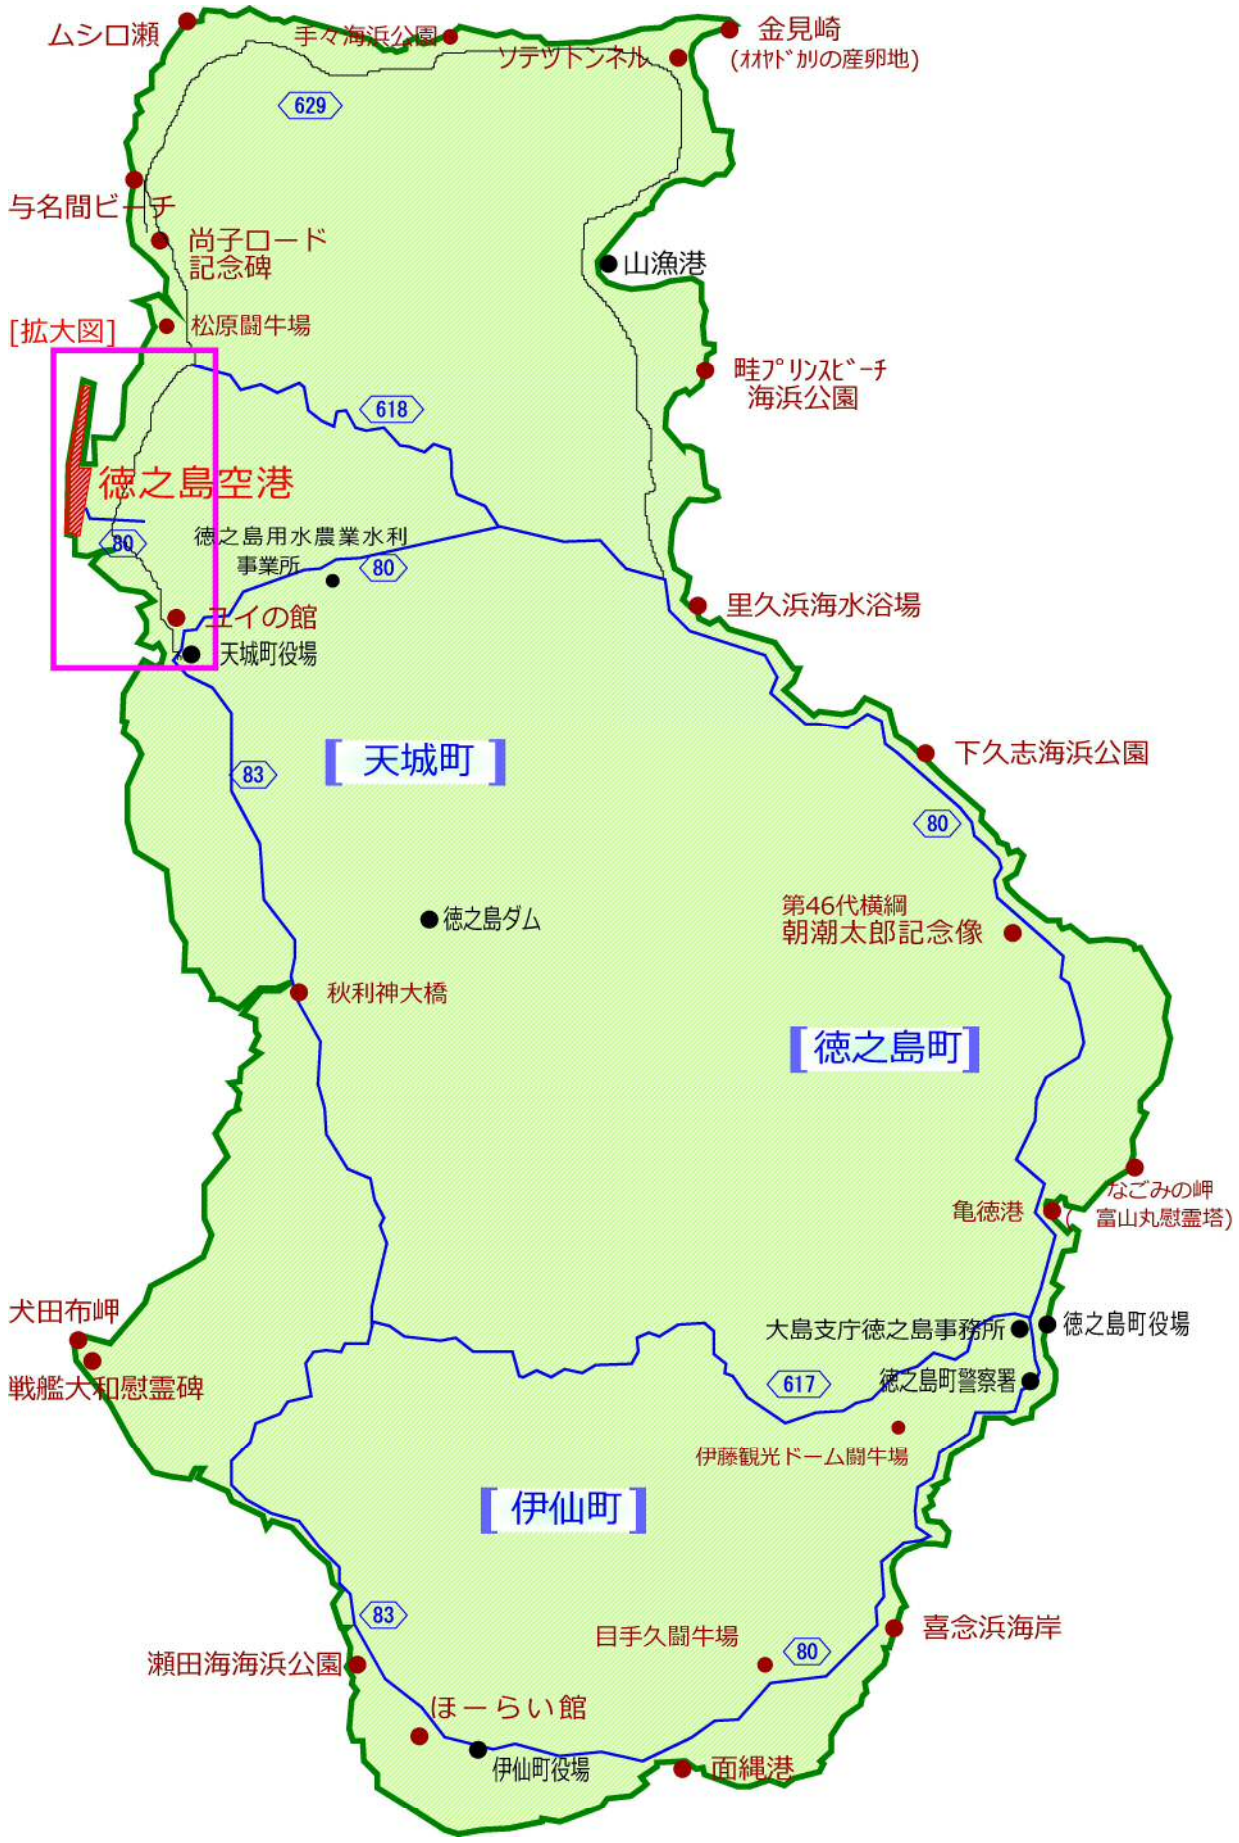 ムシロ瀬
手々海浜公園
ソテツトンネル
金見崎
(ｵｵﾔﾄﾞｶﾘの産卵地)
629
与名間ビーチ
尚子ロード
記念碑
山漁港
[拡大図]
松原闘牛場
畦ﾌﾟﾘﾝｽﾋﾞｰﾁ
海浜公園
618
徳之島空港
徳之島用水農業水利
事業所
80
80
ユイの館
里久浜海水浴場
天城町役場
[ 天城町 ]
下久志海浜公園
83
80
徳之島ダム
第46代横綱
朝潮太郎記念像
秋利神大橋
[ 徳之島町 ]
亀徳港
なごみの岬
( 富山丸慰霊塔)
犬田布岬
大島支庁徳之島事務所
徳之島町役場
戦艦大和慰霊碑
617
徳之島町警察署
伊藤観光ドーム闘牛場
[ 伊仙町 ]
83
目手久闘牛場
80
喜念浜海岸
瀬田海海浜公園
ほーらい館
伊仙町役場
面縄港